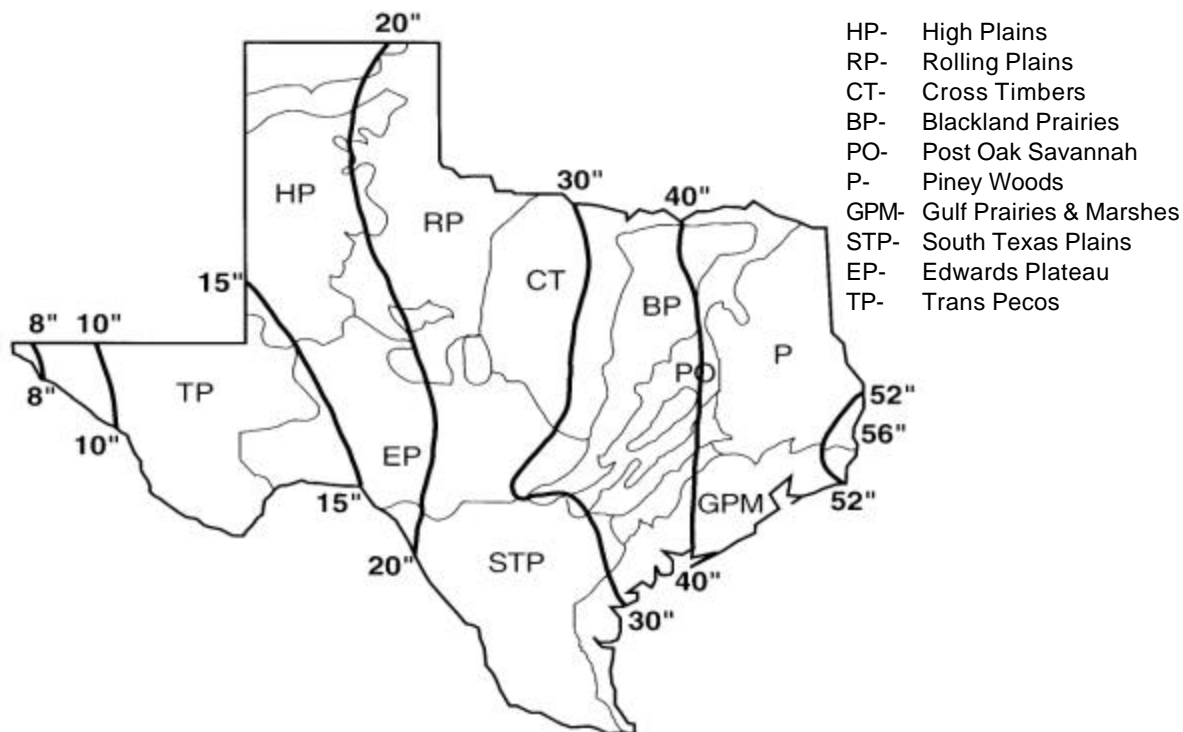 20"
HP- High Plains
RP- Rolling Plains
CT- Cross Timbers
BP- Blackland Prairies
PO- Post Oak Savannah
P- Piney Woods
GPM- Gulf Prairies & Marshes
STP- South Texas Plains
EP- Edwards Plateau
TP- Trans Pecos
30"
40"
HP
RP
15"
CT
BP
8"
10"
P
PO
TP
8"
52"
10"
56"
EP
15"
52"
GPM
20"
STP
40"
30"